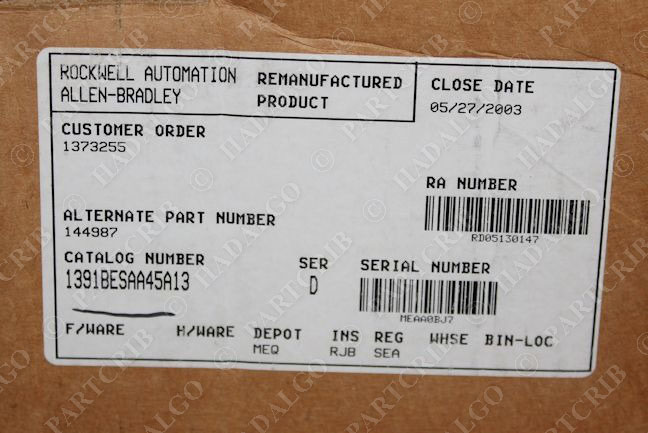 ROCKWELL AUTOMATION
ALLEN-BRADLEY
REMANUFACTURED
PRODUCT
CLOSE DATE
05/27/2003
CUSTOMER ORDER
1373255
RA NUMBER
RD05130147
ALTERNATE PART NUMBER
144987
CATALOG NUMBER
1391BESAA45A13
SER
D
SERIAL NUMBER
MEAA0BJ7
F/WARE H/WARE DEPOT INS REG WHSE BIN-LOC
MEQ RJB SEA
© PARTCRIB © HADALGO